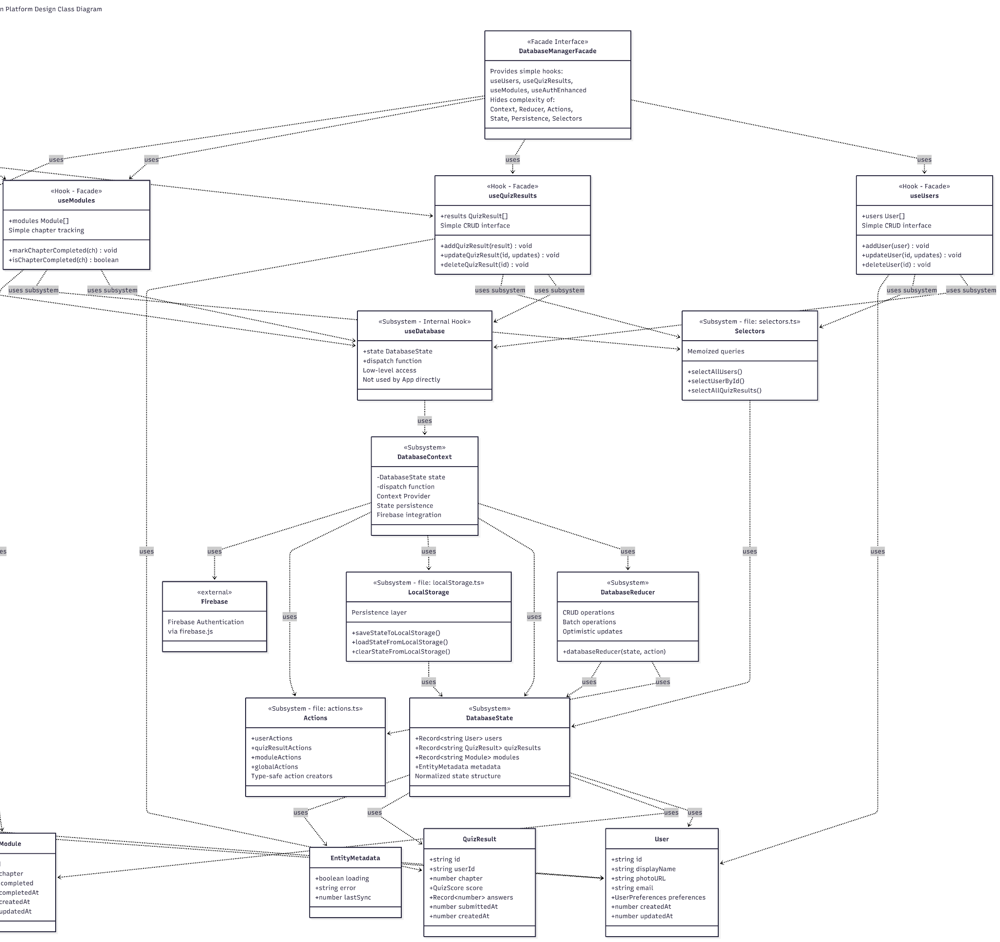 n Platform Design Class Diagram
«Facade Interface»
DatabaseManagerFacade
Provides simple hooks:
useUsers, useQuizResults,
useModules, useAuthEnhanced
Hides complexity of:
Context, Reducer, Actions,
State, Persistence, Selectors
uses
uses
uses
uses
«Hook - Facade»
useModules
+modules Module[]
Simple chapter tracking
+markChapterCompleted(ch) : void
+isChapterCompleted(ch) : boolean
«Hook - Facade»
useQuizResults
+results QuizResult[]
Simple CRUD interface
+addQuizResult(result) : void
+updateQuizResult(id, updates) : void
+deleteQuizResult(id) : void
«Hook - Facade»
useUsers
+users User[]
Simple CRUD interface
+addUser(user) : void
+updateUser(id, updates) : void
+deleteUser(id) : void
uses subsystem
uses subsystem
uses subsystem
uses subsystem
uses subsystem
uses subsystem
«Subsystem - Internal Hook»
useDatabase
+state DatabaseState
+dispatch function
Low-level access
Not used by App directly
«Subsystem - file: selectors.ts»
Selectors
Memoized queries
+selectAllUsers()
+selectUserById()
+selectAllQuizResults()
uses
«Subsystem»
DatabaseContext
-DatabaseState state
-dispatch function
Context Provider
State persistence
Firebase integration
es
uses
uses
uses
uses
uses
uses
«external»
Firebase
Firebase Authentication
via firebase.js
uses
«Subsystem - file: localStorage.ts»
LocalStorage
Persistence layer
+saveStateToLocalStorage()
+loadStateFromLocalStorage()
+clearStateFromLocalStorage()
uses
«Subsystem»
DatabaseReducer
CRUD operations
Batch operations
Optimistic updates
+databaseReducer(state, action)
uses
uses
uses
«Subsystem - file: actions.ts»
Actions
+userActions
+quizResultActions
+moduleActions
+globalActions
Type-safe action creators
«Subsystem»
DatabaseState
+Record<string User> users
+Record<string QuizResult> quizResults
+Record<string Module> modules
+EntityMetadata metadata
Normalized state structure
uses
uses
uses
uses
Module
chapter
completed
completedAt
createdAt
updatedAt
EntityMetadata
+boolean loading
+string error
+number lastSync
QuizResult
+string id
+string userId
+number chapter
+QuizScore score
+Record<number> answers
+number submittedAt
+number createdAt
User
+string id
+string displayName
+string photoURL
+string email
+UserPreferences preferences
+number createdAt
+number updatedAt